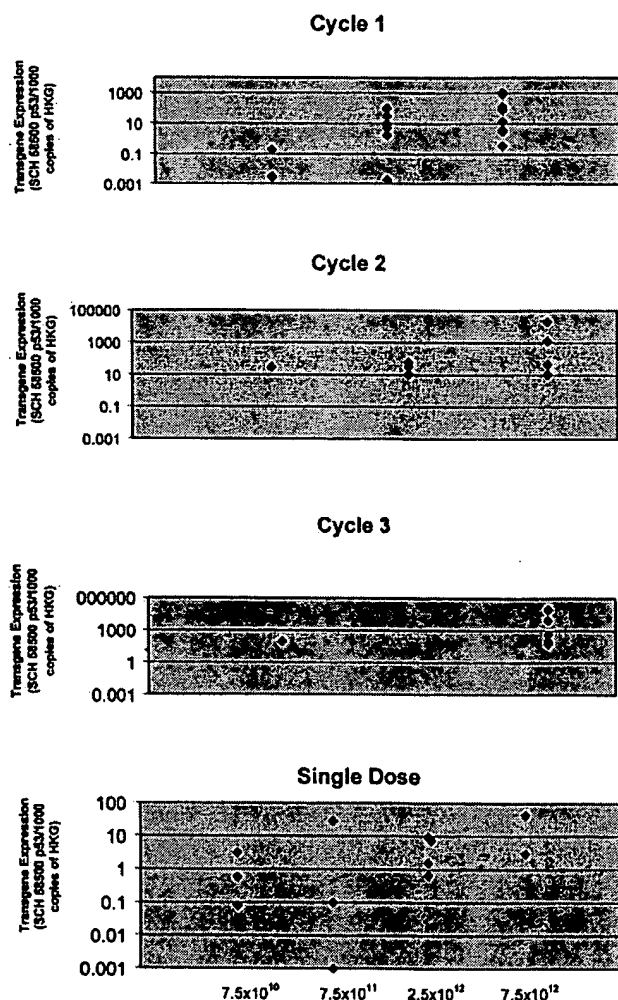 Cycle 1
Transgene Expression
(SCH 58500 p53/1000
copies of HKG)
1000
10
0.1
0.001
Cycle 2
Transgene Expression
(SCH 58500 p53/1000
copies of HKG)
100000
1000
10
0.1
0.001
Cycle 3
Transgene Expression
(SCH 58500 p53/1000
copies of HKG)
000000
1000
1
0.001
Single Dose
Transgene Expression
(SCH 58500 p53/1000
copies of HKG)
100
10
1
0.1
0.01
0.001
7.5x10¹⁰ 7.5x10¹¹ 2.5x10¹² 7.5x10¹²